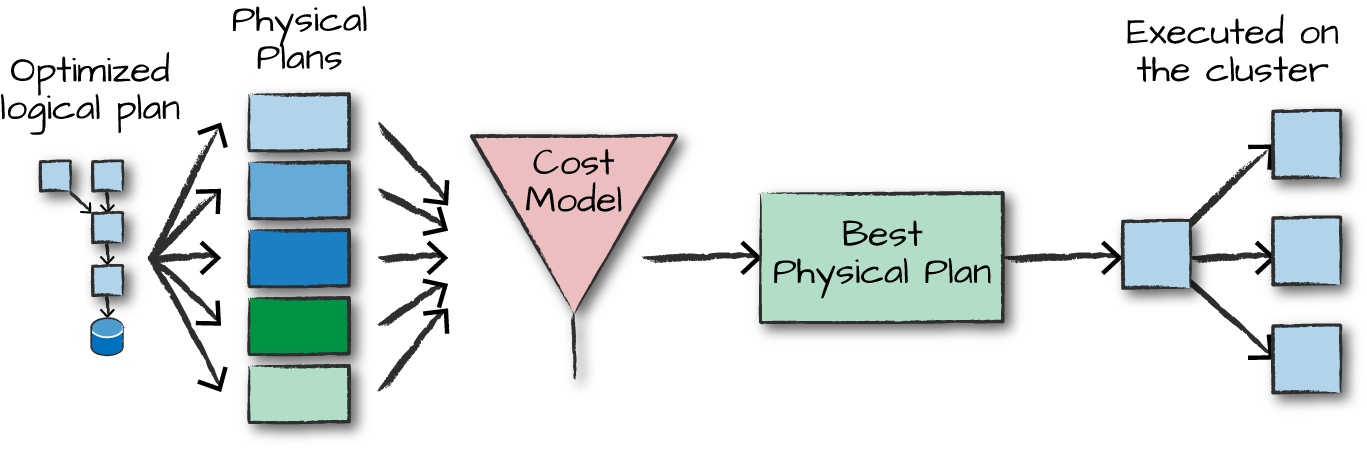 Optimized
logical plan
Physical
Plans
Cost
Model
Best
Physical Plan
Executed on
the cluster